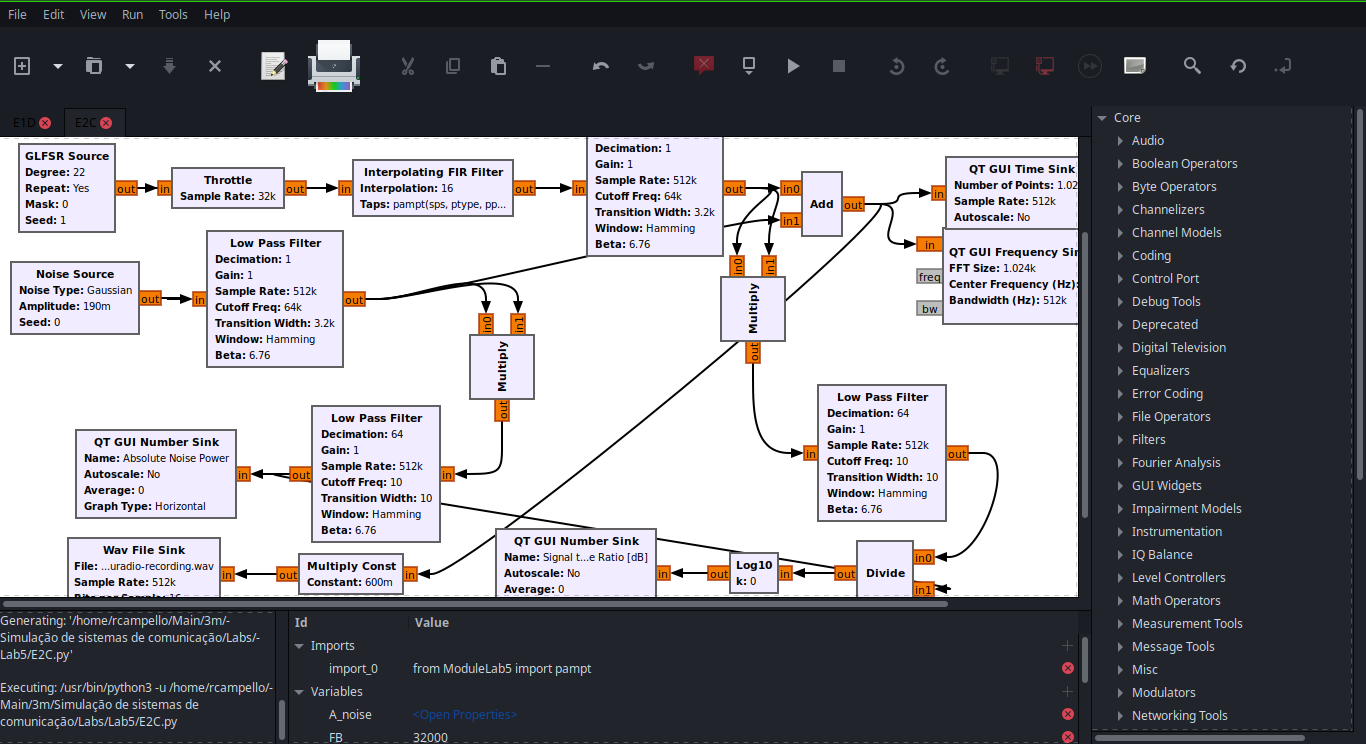 File Edit View Run Tools Help
E1D E2C
GLFSR Source
Degree: 22
Repeat: Yes
Mask: 0
Seed: 1
out
in
Throttle
Sample Rate: 32k
out
in
Interpolating FIR Filter
Interpolation: 16
Taps: pampt(sps, ptype, pp...
out
in
Decimation: 1
Gain: 1
Sample Rate: 512k
Cutoff Freq: 64k
Transition Width: 3.2k
Window: Hamming
Beta: 6.76
out
in0
in1
Add
out
in
QT GUI Time Sink
Number of Points: 1.02
Sample Rate: 512k
Autoscale: No
in
freq
bw
QT GUI Frequency Sin
FFT Size: 1.024k
Center Frequency (Hz):
Bandwidth (Hz): 512k
Noise Source
Noise Type: Gaussian
Amplitude: 190m
Seed: 0
out
in
Low Pass Filter
Decimation: 1
Gain: 1
Sample Rate: 512k
Cutoff Freq: 64k
Transition Width: 3.2k
Window: Hamming
Beta: 6.76
out
in0
in1
Multiply
out
in0
in1
Multiply
out
QT GUI Number Sink
Name: Absolute Noise Power
Autoscale: No
Average: 0
Graph Type: Horizontal
in
out
Low Pass Filter
Decimation: 64
Gain: 1
Sample Rate: 512k
Cutoff Freq: 10
Transition Width: 10
Window: Hamming
Beta: 6.76
in
in
Low Pass Filter
Decimation: 64
Gain: 1
Sample Rate: 512k
Cutoff Freq: 10
Transition Width: 10
Window: Hamming
Beta: 6.76
out
Wav File Sink
File: ...uradio-recording.wav
Sample Rate: 512k
Bits per Sample: 16
in
out
Multiply Const
Constant: 600m
in
QT GUI Number Sink
Name: Signal t...e Ratio [dB]
Autoscale: No
Average: 0
in
out
Log10
k: 0
in
out
Divide
in0
in1
Core
Audio
Boolean Operators
Byte Operators
Channelizers
Channel Models
Coding
Control Port
Debug Tools
Deprecated
Digital Television
Equalizers
Error Coding
File Operators
Filters
Fourier Analysis
GUI Widgets
Impairment Models
Instrumentation
IQ Balance
Level Controllers
Math Operators
Measurement Tools
Message Tools
Misc
Modulators
Networking Tools
Generating: '/home/rcampello/Main/3m/-
Simulação de sistemas de comunicação/Labs/-
Lab5/E2C.py'
Executing: /usr/bin/python3 -u /home/rcampello/-
Main/3m/Simulação de sistemas de
comunicação/Labs/Lab5/E2C.py
Id Value
Imports
import_0 from ModuleLab5 import pampt
Variables
A_noise <Open Properties>
FB 32000